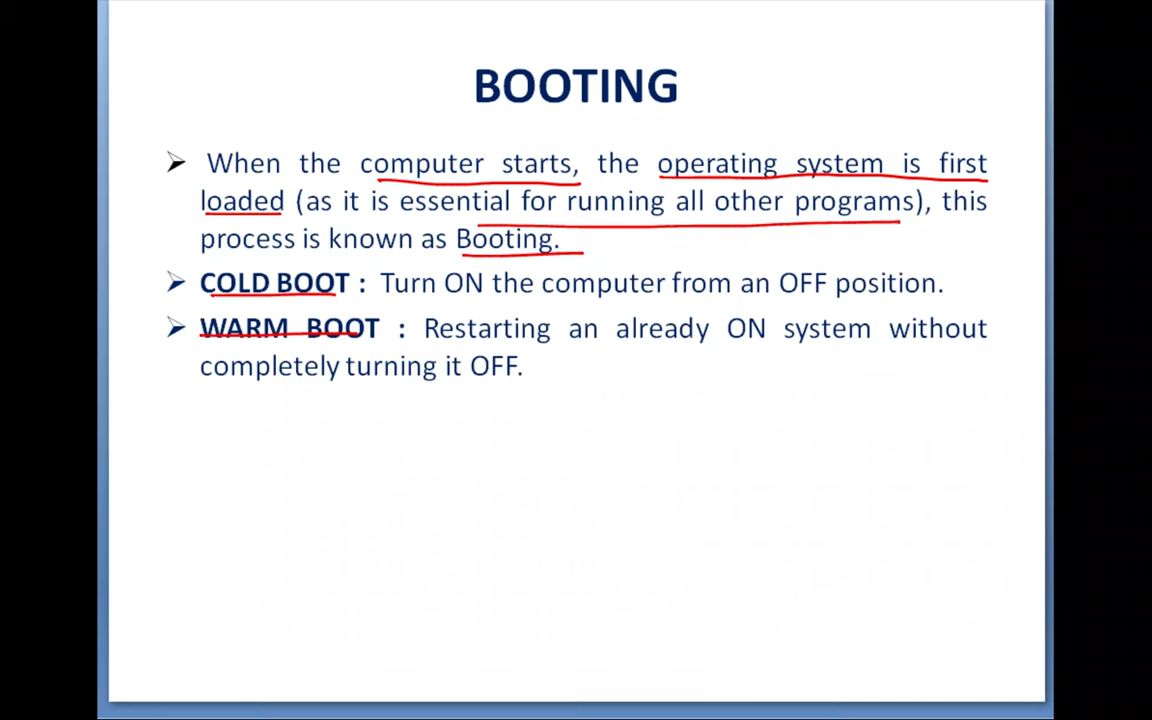 BOOTING
➢ When the computer starts, the operating system is first
loaded (as it is essential for running all other programs), this
process is known as Booting.
➢ COLD BOOT : Turn ON the computer from an OFF position.
➢ WARM BOOT : Restarting an already ON system without
completely turning it OFF.